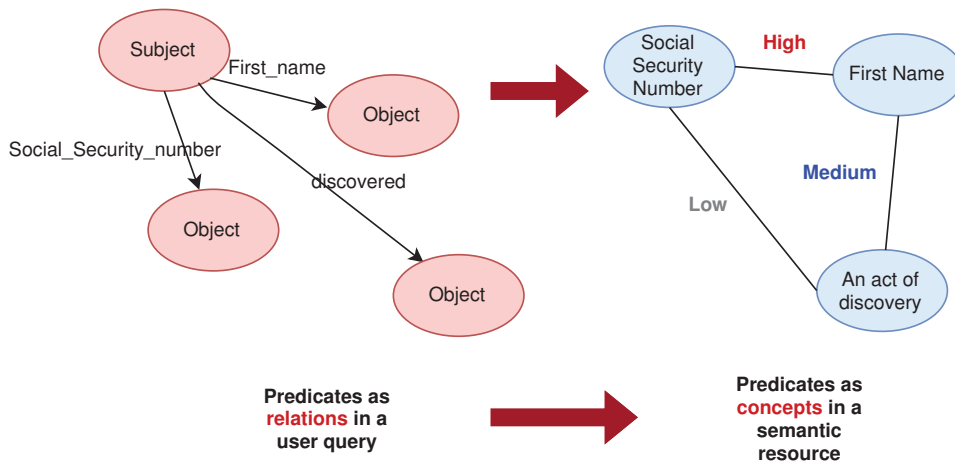 Subject
First_name
Object
Social_Security_number
discovered
Object
Object
Social
Security
Number
High
First Name
Medium
Low
An act of
discovery
Predicates as
relations in a
user query
Predicates as
concepts in a
semantic
resource